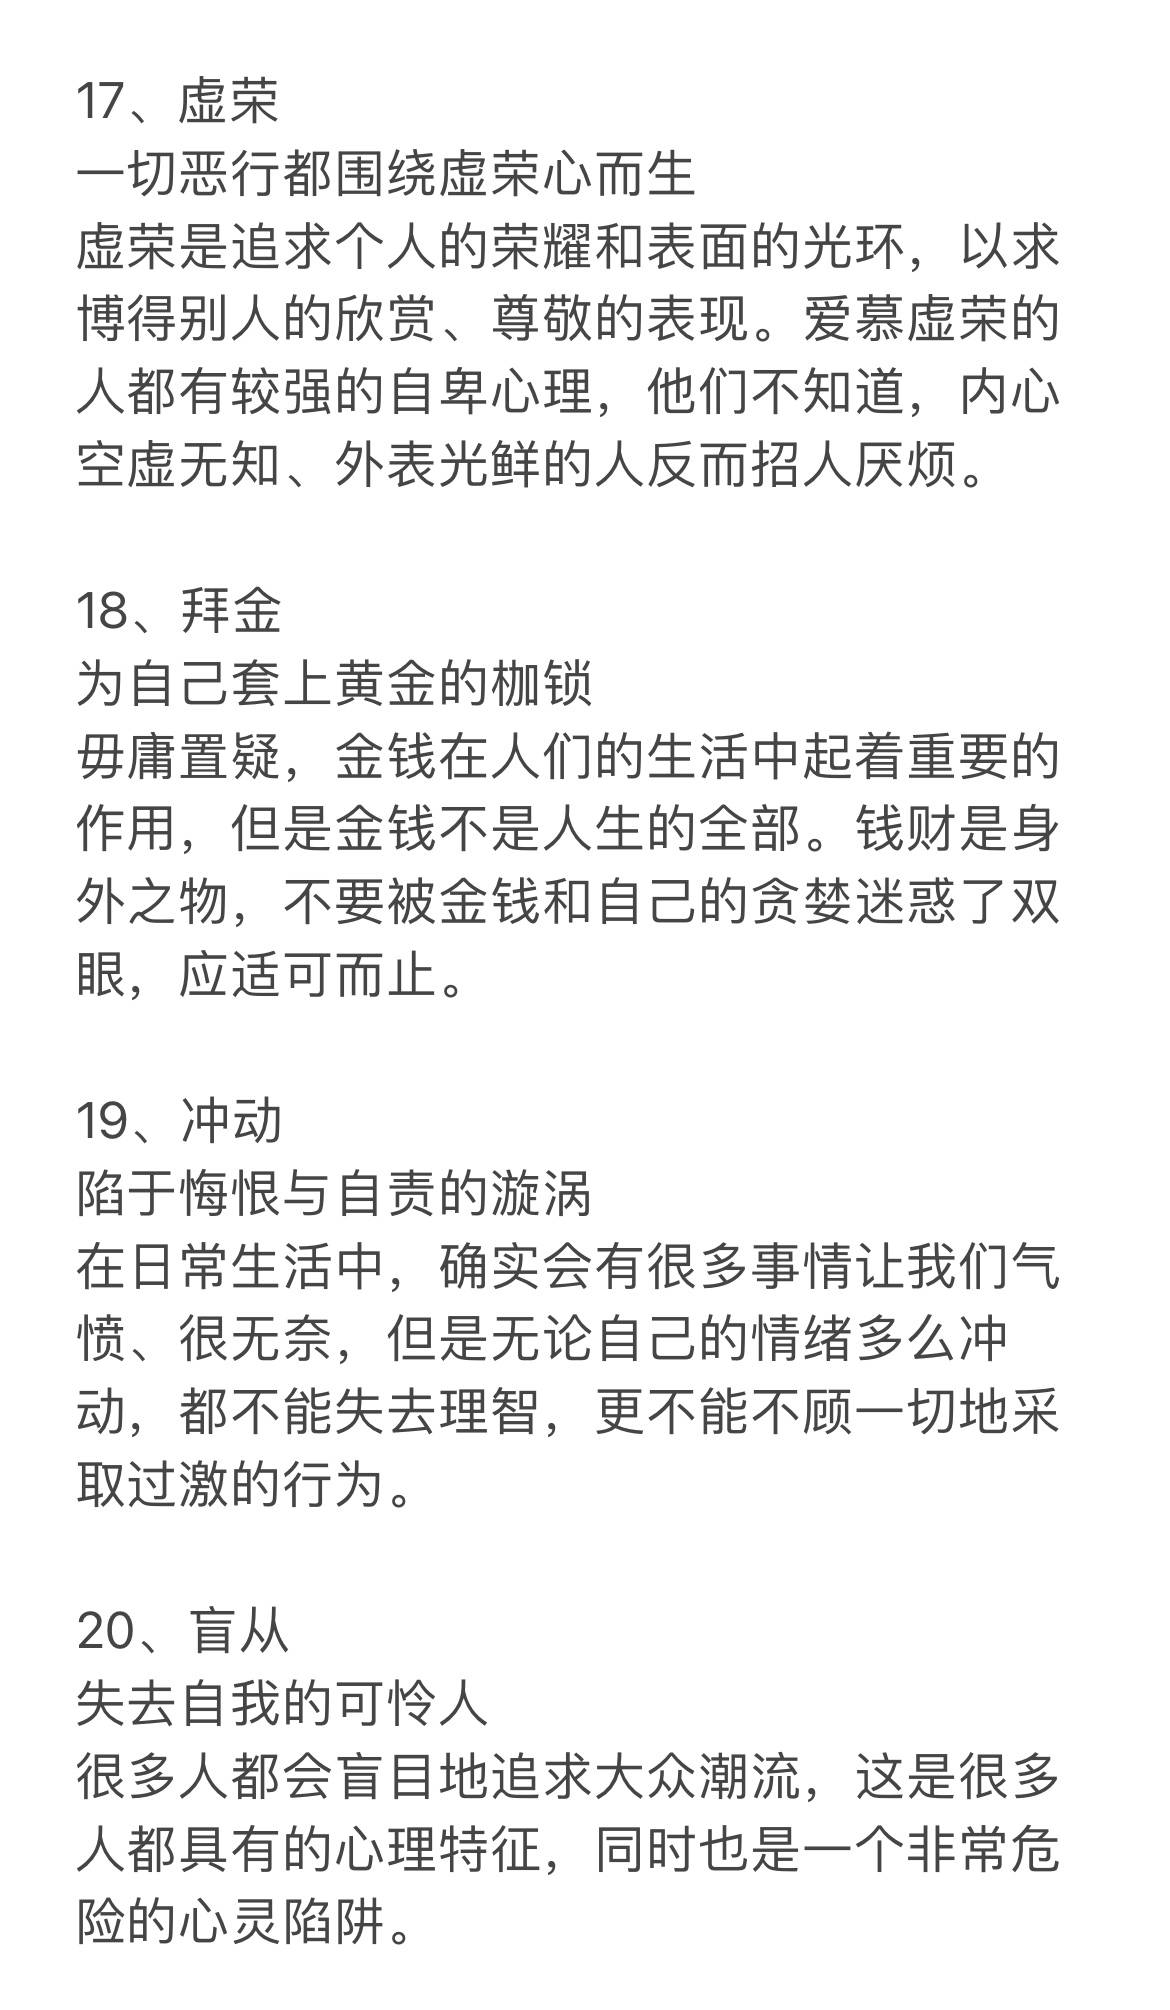 17、虚荣
一切恶行都围绕虚荣心而生
虚荣是追求个人的荣耀和表面的光环，以求
博得别人的欣赏、尊敬的表现。爱慕虚荣的
人都有较强的自卑心理，他们不知道，内心
空虚无知、外表光鲜的人反而招人厌烦。
18、拜金
为自己套上黄金的枷锁
毋庸置疑，金钱在人们的生活中起着重要的
作用，但是金钱不是人生的全部。钱财是身
外之物，不要被金钱和自己的贪婪迷惑了双
眼，应适可而止。
19、冲动
陷于悔恨与自责的漩涡
在日常生活中，确实会有很多事情让我们气
愤、很无奈，但是无论自己的情绪多么冲
动，都不能失去理智，更不能不顾一切地采
取过激的行为。
20、盲从
失去自我的可怜人
很多人都会盲目地追求大众潮流，这是很多
人都具有的心理特征，同时也是一个非常危
险的心灵陷阱。